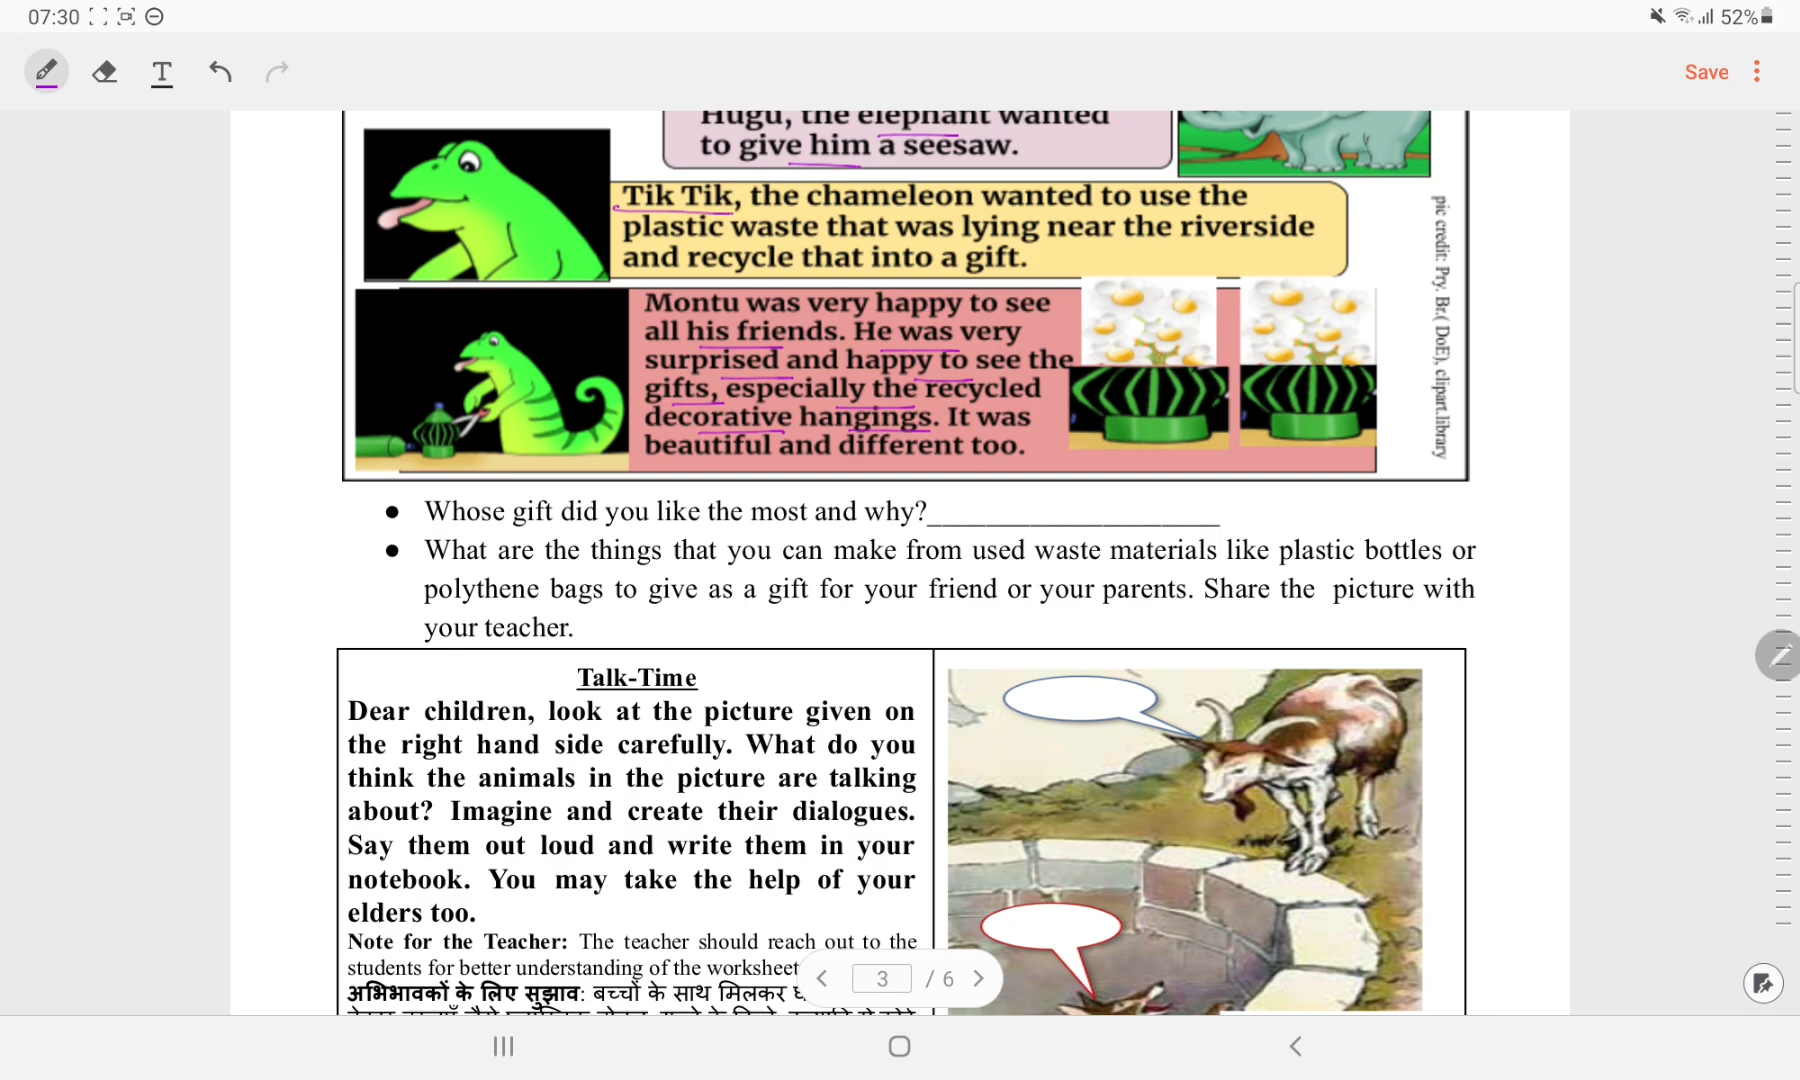 07:30
52%
T
Save
Hugu, the elephant wanted
to give him a seesaw.
Tik Tik, the chameleon wanted to use the
plastic waste that was lying near the riverside
and recycle that into a gift.
Montu was very happy to see
all his friends. He was very
surprised and happy to see the
gifts, especially the recycled
decorative hangings. It was
beautiful and different too.
pic credit: Pry. Br.( DoE), clipart.library
● Whose gift did you like the most and why?____________________
● What are the things that you can make from used waste materials like plastic bottles or
polythene bags to give as a gift for your friend or your parents. Share the picture with
your teacher.
Talk-Time
Dear children, look at the picture given on
the right hand side carefully. What do you
think the animals in the picture are talking
about? Imagine and create their dialogues.
Say them out loud and write them in your
notebook. You may take the help of your
elders too.
Note for the Teacher: The teacher should reach out to the
students for better understanding of the worksheet
अभिभावकों के लिए सुझाव: बच्चों के साथ मिलकर
3 / 6